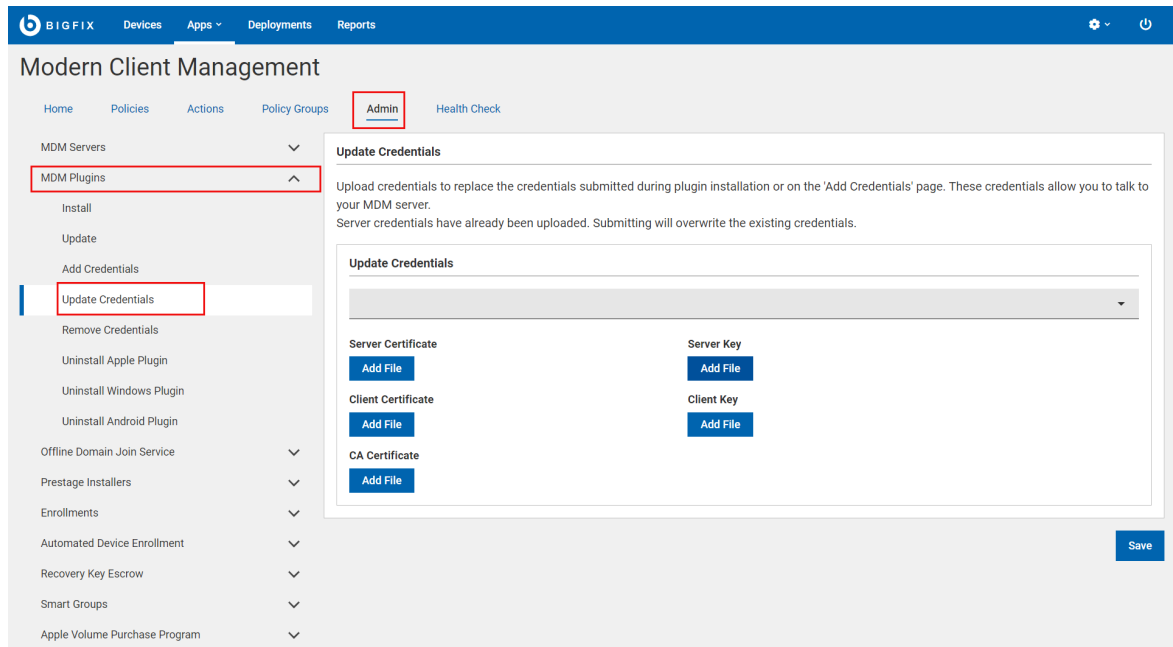 BIGFIX Devices Apps Deployments Reports
Modern Client Management
Home Policies Actions Policy Groups Admin Health Check
MDM Servers
MDM Plugins
Install
Update
Add Credentials
Update Credentials
Remove Credentials
Uninstall Apple Plugin
Uninstall Windows Plugin
Uninstall Android Plugin
Offline Domain Join Service
Prestage Installers
Enrollments
Automated Device Enrollment
Recovery Key Escrow
Smart Groups
Apple Volume Purchase Program
Update Credentials
Upload credentials to replace the credentials submitted during plugin installation or on the 'Add Credentials' page. These credentials allow you to talk to
your MDM server.
Server credentials have already been uploaded. Submitting will overwrite the existing credentials.
Update Credentials
Server Certificate
Add File
Server Key
Add File
Client Certificate
Add File
Client Key
Add File
CA Certificate
Add File
Save